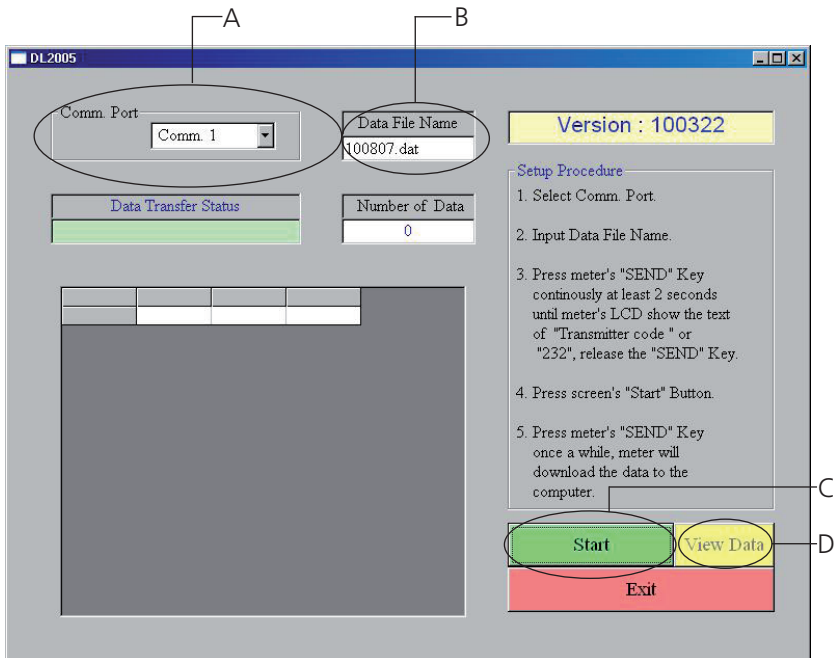 A
B
DL2005
Comm. Port
Comm. 1
Data File Name
100807.dat
Version : 100322
Data Transfer Status
Number of Data
0
Setup Procedure
1. Select Comm. Port.
2. Input Data File Name.
3. Press meter's "SEND" Key
continously at least 2 seconds
until meter's LCD show the text
of "Transmitter code " or
"232", release the "SEND" Key.
4. Press screen's "Start" Button.
5. Press meter's "SEND" Key
once a while, meter will
download the data to the
computer.
C
Start
View Data
D
Exit